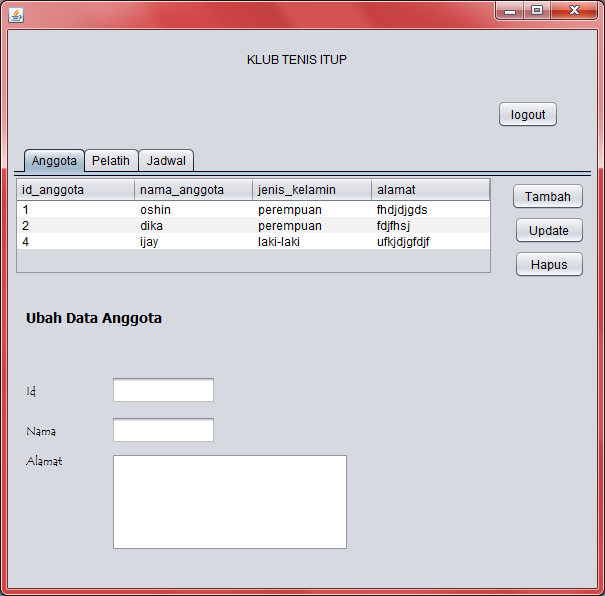 KLUB TENIS ITUP
logout
Anggota Pelatih Jadwal
id_anggota nama_anggota jenis_kelamin alamat
1 oshin perempuan fhdjdjgds
2 dika perempuan fdjfhsj
4 ijay laki-laki ufkjdjgfdjf
Tambah
Update
Hapus
Ubah Data Anggota
Id
Nama
Alamat